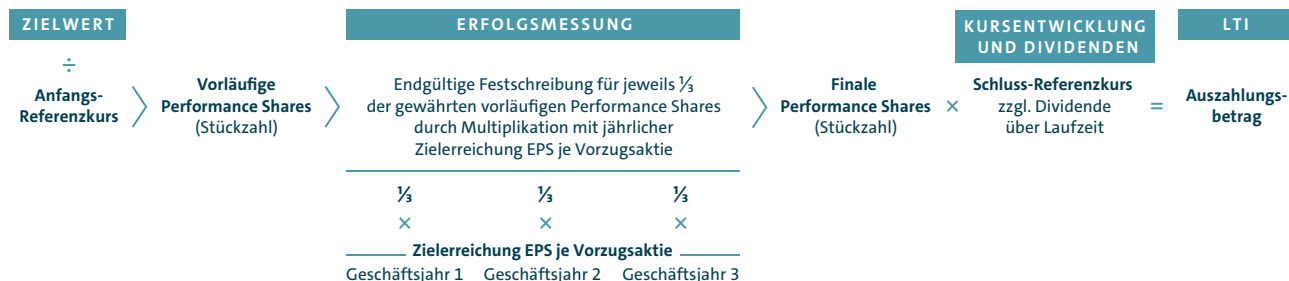 ZIELWERT
÷
Anfangs-
Referenzkurs
Vorläufige
Performance Shares
(Stückzahl)
ERFOLGSMESSUNG
Endgültige Festschreibung für jeweils ⅓
der gewährten vorläufigen Performance Shares
durch Multiplikation mit jährlicher
Zielerreichung EPS je Vorzugsaktie
⅓ ⅓ ⅓
× × ×
Zielerreichung EPS je Vorzugsaktie
Geschäftsjahr 1 Geschäftsjahr 2 Geschäftsjahr 3
Finale
Performance Shares
(Stückzahl)
×
KURSENTWICKLUNG
UND DIVIDENDEN
Schluss-Referenzkurs
zzgl. Dividende
über Laufzeit
=
LTI
Auszahlungs-
betrag